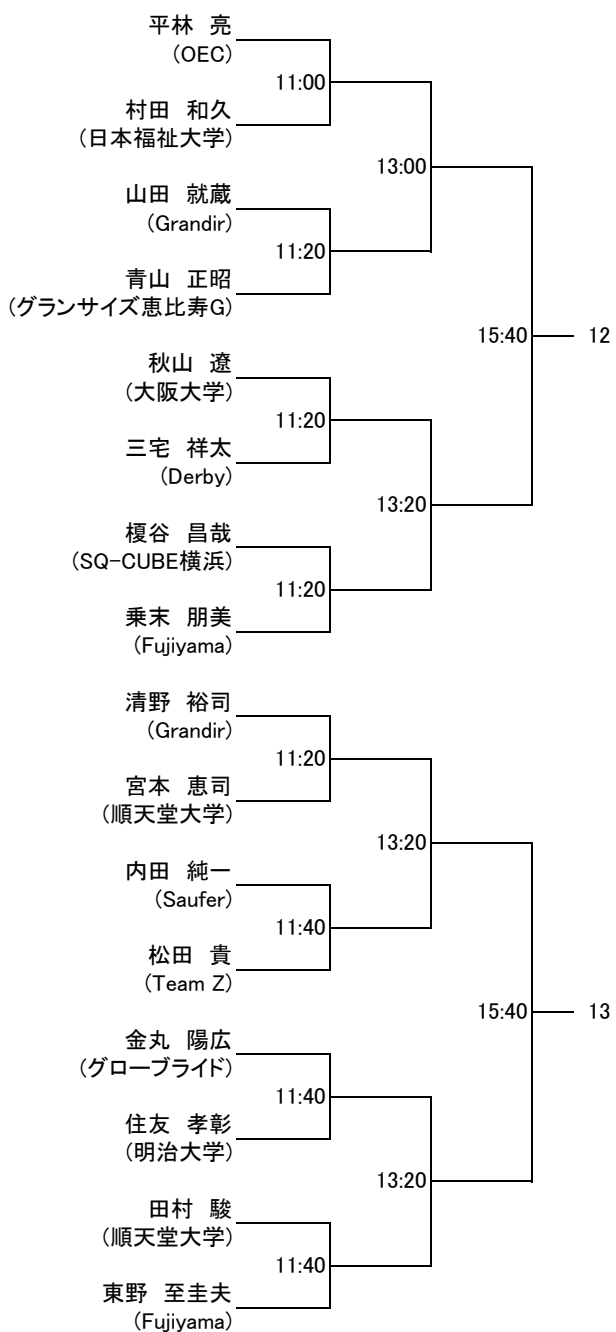 平林　亮
(OEC)
11:00
村田　和久
(日本福祉大学)
13:00
山田　就蔵
(Grandir)
11:20
青山　正昭
(グランサイズ恵比寿G)
15:40
12
秋山　遼
(大阪大学)
11:20
三宅　祥太
(Derby)
13:20
榎谷　昌哉
(SQ-CUBE横浜)
11:20
乗末　朋美
(Fujiyama)
清野　裕司
(Grandir)
11:20
宮本　恵司
(順天堂大学)
13:20
内田　純一
(Saufer)
11:40
松田　貴
(Team Z)
15:40
13
金丸　陽広
(グローブライド)
11:40
住友　孝彰
(明治大学)
13:20
田村　駿
(順天堂大学)
11:40
東野　至圭夫
(Fujiyama)